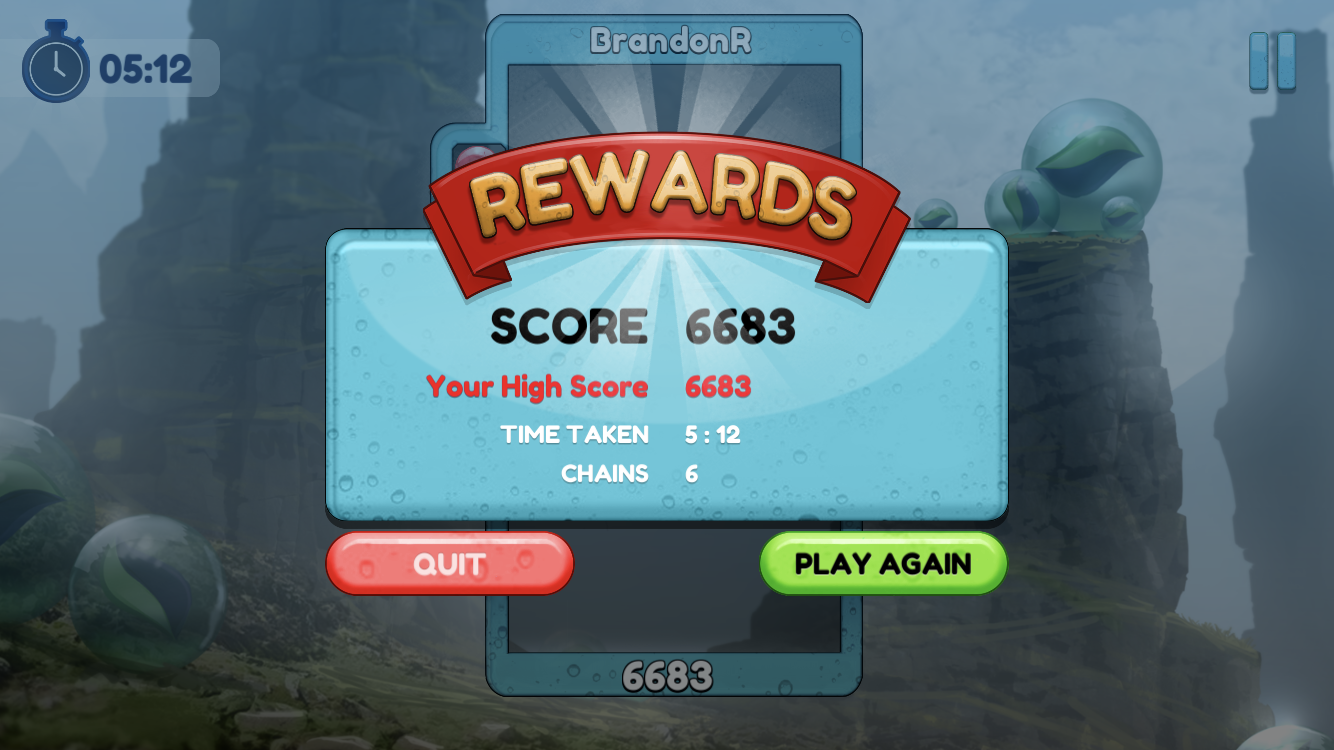 05:12
BrandonR
REWARDS
SCORE 6683
Your High Score 6683
TIME TAKEN 5 : 12
CHAINS 6
QUIT
PLAY AGAIN
6683